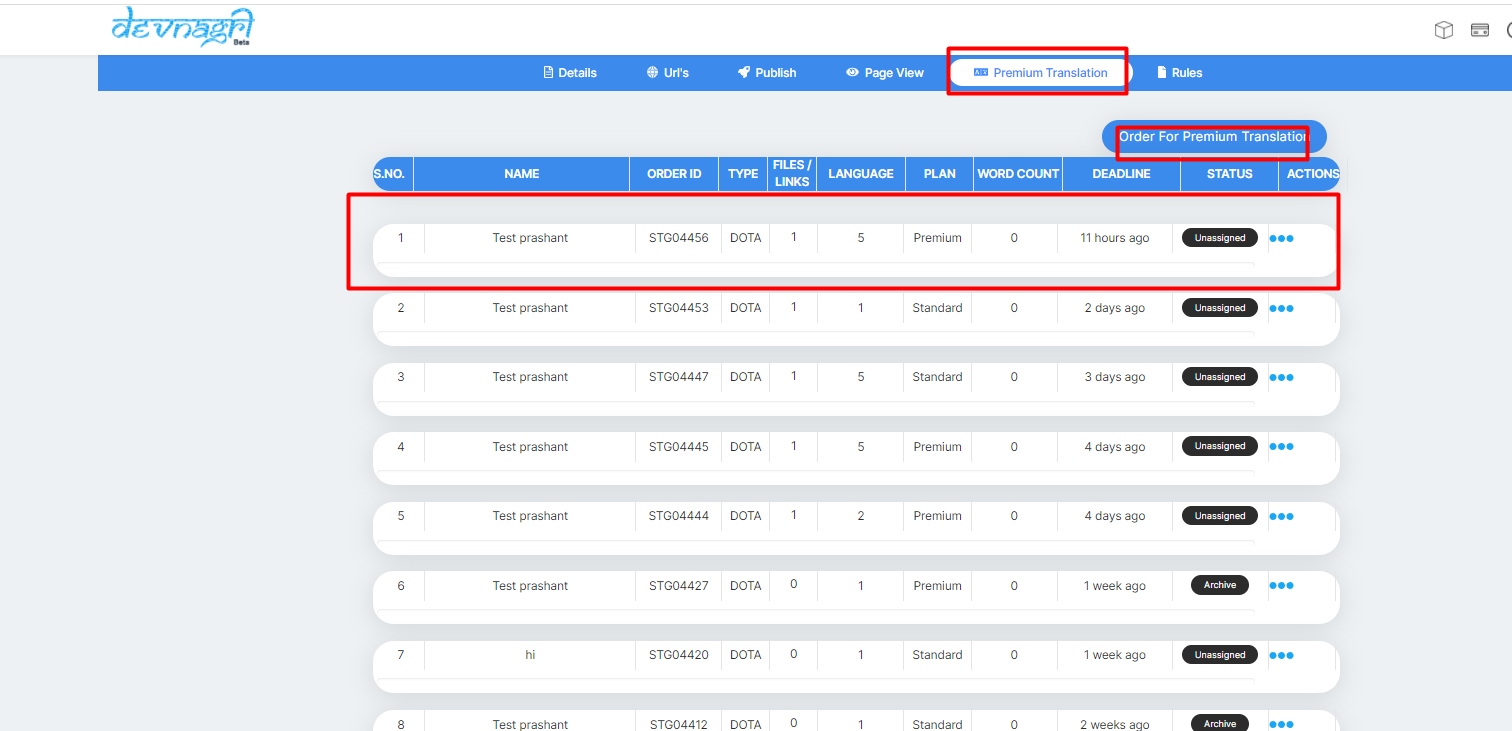 devnagri
Beta
Details Url's Publish Page View Premium Translation Rules
Order For Premium Translation
S.NO. NAME ORDER ID TYPE FILES / LINKS LANGUAGE PLAN WORD COUNT DEADLINE STATUS ACTIONS
1 Test prashant STG04456 DOTA 1 5 Premium 0 11 hours ago Unassigned
2 Test prashant STG04453 DOTA 1 1 Standard 0 2 days ago Unassigned
3 Test prashant STG04447 DOTA 1 5 Standard 0 3 days ago Unassigned
4 Test prashant STG04445 DOTA 1 5 Premium 0 4 days ago Unassigned
5 Test prashant STG04444 DOTA 1 2 Premium 0 4 days ago Unassigned
6 Test prashant STG04427 DOTA 0 1 Premium 0 1 week ago Archive
7 hi STG04420 DOTA 0 1 Standard 0 1 week ago Unassigned
8 Test prashant STG04412 DOTA 0 1 Standard 0 2 weeks ago Archive